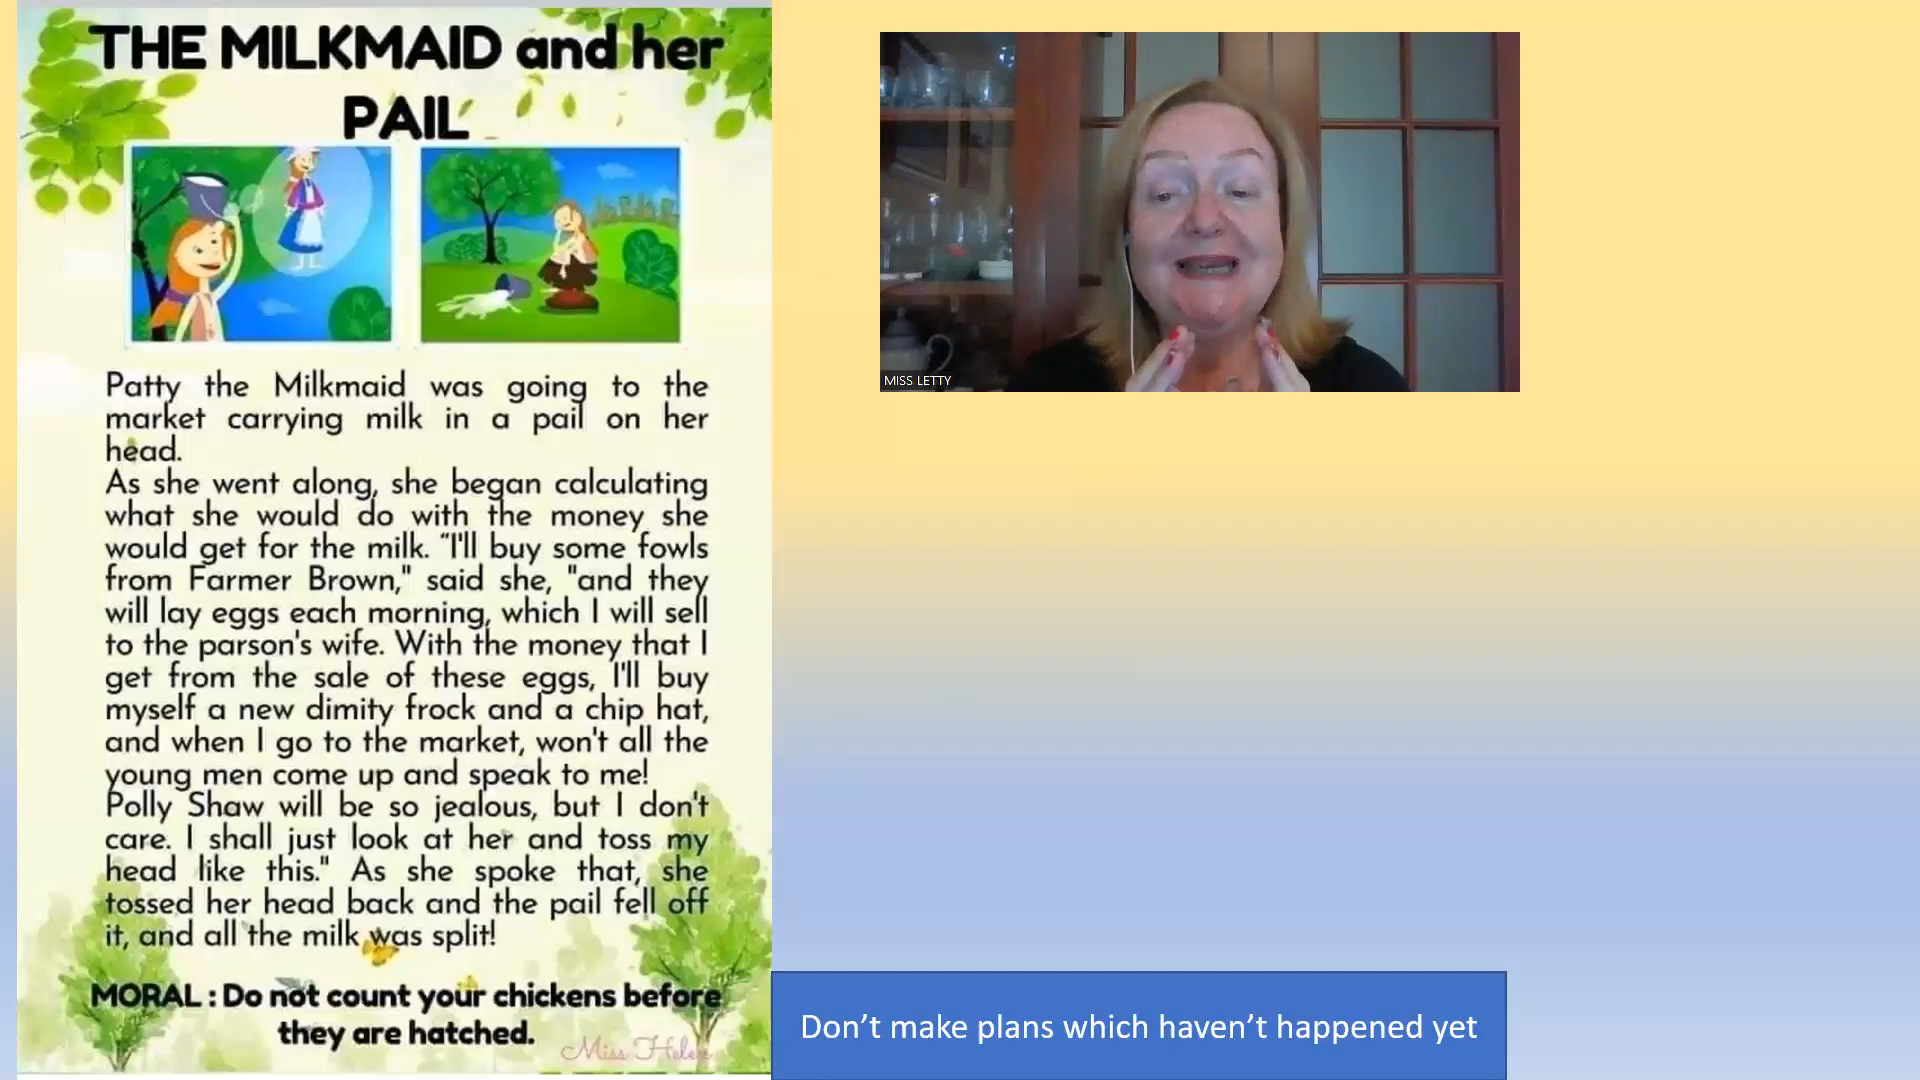 THE MILKMAID and her
PAIL
Patty the Milkmaid was going to the
market carrying milk in a pail on her
head.
As she went along, she began calculating
what she would do with the money she
would get for the milk. "I'll buy some fowls
from Farmer Brown," said she, "and they
will lay eggs each morning, which I will sell
to the parson's wife. With the money that I
get from the sale of these eggs, I'll buy
myself a new dimity frock and a chip hat,
and when I go to the market, won't all the
young men come up and speak to me!
Polly Shaw will be so jealous, but I don't
care. I shall just look at her and toss my
head like this." As she spoke that, she
tossed her head back and the pail fell off
it, and all the milk was split!
MORAL : Do not count your chickens before
they are hatched.
Miss Helen
MISS LETTY
Don’t make plans which haven’t happened yet